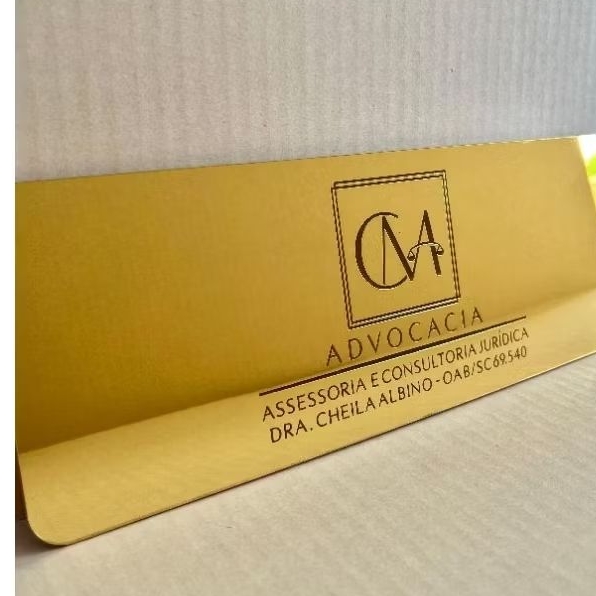 CMA
ADVOCACIA
ASSESSORIA E CONSULTORIA JURÍDICA
DRA. CHEILA ALBINO - OAB/SC 69.540